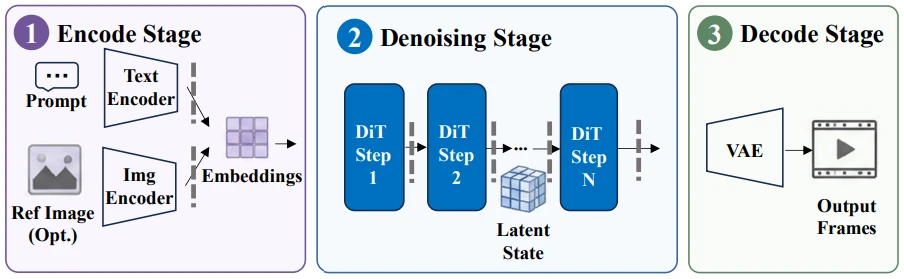 1 Encode Stage
Prompt
Text
Encoder
Ref Image
(Opt.)
Img
Encoder
Embeddings
2 Denoising Stage
DiT
Step
1
DiT
Step
2
...
DiT
Step
N
Latent
State
3 Decode Stage
VAE
Output
Frames